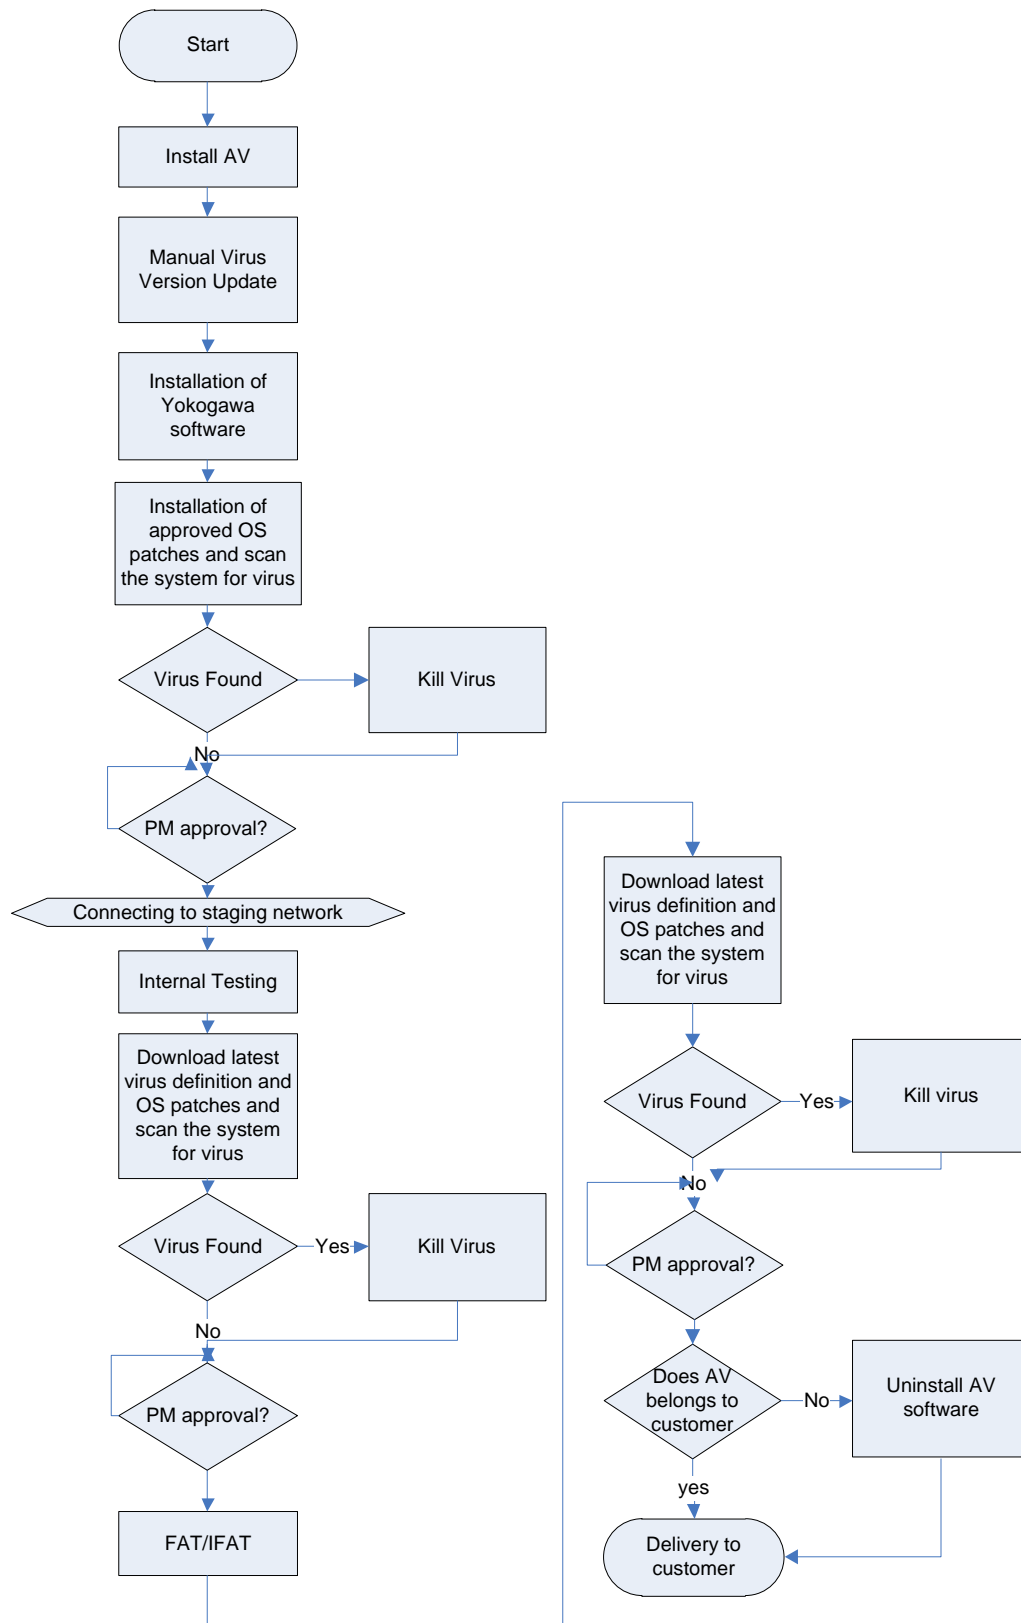 Start
Install AV
Manual Virus
Version Update
Installation of
Yokogawa
software
Installation of
approved OS
patches and scan
the system for virus
Virus Found
Kill Virus
No
PM approval?
Connecting to staging network
Internal Testing
Download latest
virus definition and
OS patches and
scan the system
for virus
Virus Found
Yes
Kill Virus
No
PM approval?
FAT/IFAT
Download latest
virus definition and
OS patches and
scan the system
for virus
Virus Found
Yes
Kill virus
No
PM approval?
Does AV
belongs to
customer
No
Uninstall AV
software
yes
Delivery to
customer